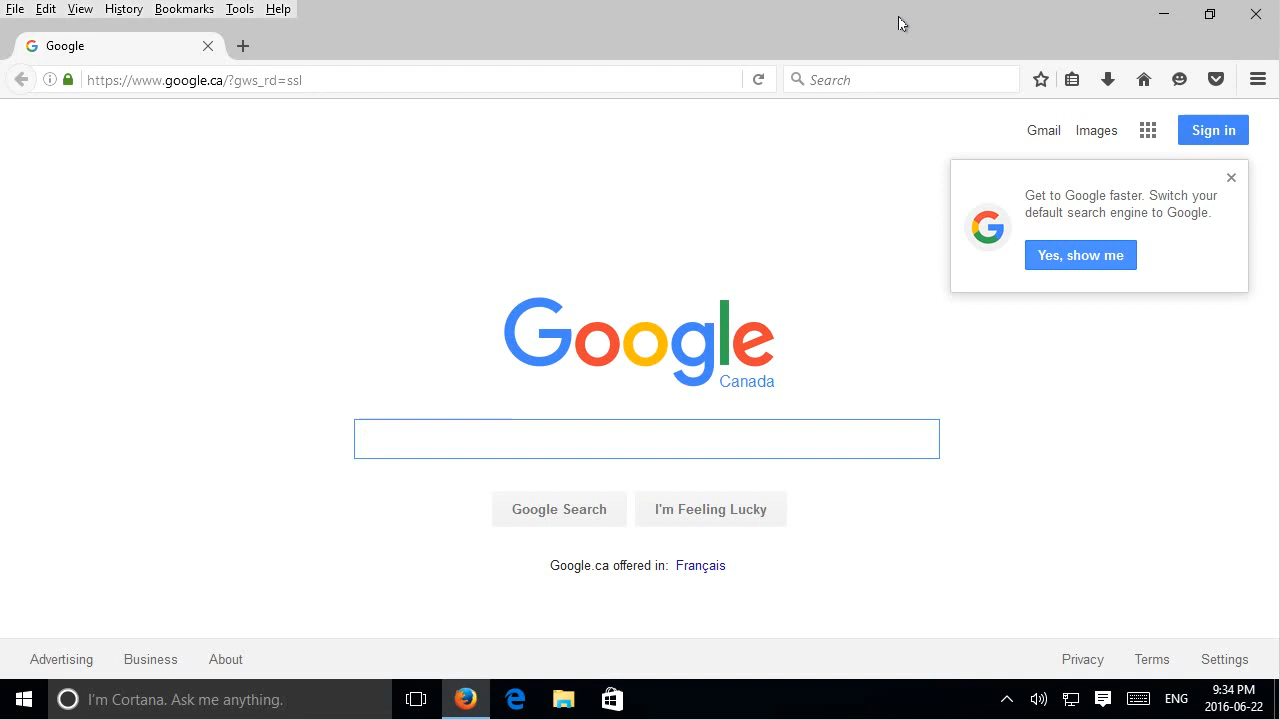 File Edit View History Bookmarks Tools Help
Google
https://www.google.ca/?gws_rd=ssl
Search
Gmail Images Sign in
Get to Google faster. Switch your
default search engine to Google.
Yes, show me
Google
Canada
Google Search I'm Feeling Lucky
Google.ca offered in: Français
Advertising Business About Privacy Terms Settings
I'm Cortana. Ask me anything.
ENG
9:34 PM
2016-06-22